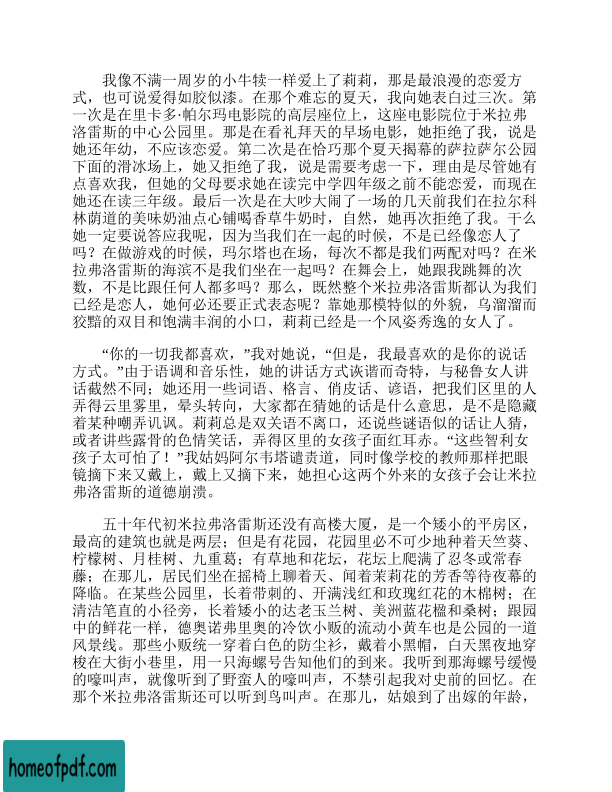 我像不满一周岁的小牛犊一样爱上了莉莉，那是最浪漫的恋爱方
式，也可说爱得如胶似漆。在那个难忘的夏天，我向她表白过三次。第
一次是在里卡多·帕尔玛电影院的高层座位上，这座电影院位于米拉弗
洛雷斯的中心公园里。那是在看礼拜天的早场电影，她拒绝了我，说是
她还年幼，不应该恋爱。第二次是在恰巧那个夏天揭幕的萨拉萨尔公园
下面的滑冰场上，她又拒绝了我，说是需要考虑一下，理由是尽管她有
点喜欢我，但她的父母要求她在读完中学四年级之前不能恋爱，而现在
她还在读三年级。最后一次是在大吵大闹了一场的几天前我们在拉尔科
林荫道的美味奶油点心铺喝香草牛奶时，自然，她再次拒绝了我。干么
她一定要说答应我呢，因为当我们在一起的时候，不是已经像恋人了
吗？在做游戏的时候，玛尔塔也在场，每次不都是我们两配对吗？在米
拉弗洛雷斯的海滨不是我们坐在一起吗？在舞会上，她跟我跳舞的次
数，不是比跟任何人都多吗？那么，既然整个米拉弗洛雷斯都认为我们
已经是恋人，她何必还要正式表态呢？靠她那模特似的外貌，乌溜溜而
狡黠的双目和饱满丰润的小口，莉莉已经是一个风姿秀逸的女人了。
“你的一切我都喜欢，”我对她说，“但是，我最喜欢的是你的说话
方式。”由于语调和音乐性，她的讲话方式诙谐而奇特，与秘鲁女人讲
话截然不同；她还用一些词语、格言、俏皮话、谚语，把我们区里的人
弄得云里雾里，晕头转向，大家都在猜她的话是什么意思，是不是隐藏
着某种嘲弄讥讽。莉莉总是双关语不离口，还说些谜语似的话让人猜，
或者讲些露骨的色情笑话，弄得区里的女孩子面红耳赤。“这些智利女
孩子太可怕了！”我姑妈阿尔韦塔谴责道，同时像学校的教师那样把眼
镜摘下来又戴上，戴上又摘下来，她担心这两个外来的女孩子会让米拉
弗洛雷斯的道德崩溃。
五十年代初米拉弗洛雷斯还没有高楼大厦，是一个矮小的平房区，
最高的建筑也就是两层；但是有花园，花园里必不可少地种着天竺葵、
柠檬树、月桂树、九重葛；有草地和花坛，花坛上爬满了忍冬或常春
藤；在那儿，居民们坐在摇椅上聊着天、闻着茉莉花的芳香等待夜幕的
降临。在某些公园里，长着带刺的、开满浅红和玫瑰红花的木棉树；在
清洁笔直的小径旁，长着矮小的达老玉兰树、美洲蓝花楹和桑树；跟园
中的鲜花一样，德奥诺弗里奥的冷饮小贩的流动小黄车也是公园的一道
风景线。那些小贩统一穿着白色的防尘衫，戴着小黑帽，白天黑夜地穿
梭在大街小巷里，用一只海螺号告知他们的到来。我听到那海螺号缓慢
的嚎叫声，就像听到了野蛮人的嚎叫声，不禁引起我对史前的回忆。在
那个米拉弗洛雷斯还可以听到鸟叫声。在那儿，姑娘到了出嫁的年龄，
homeofpdf.com